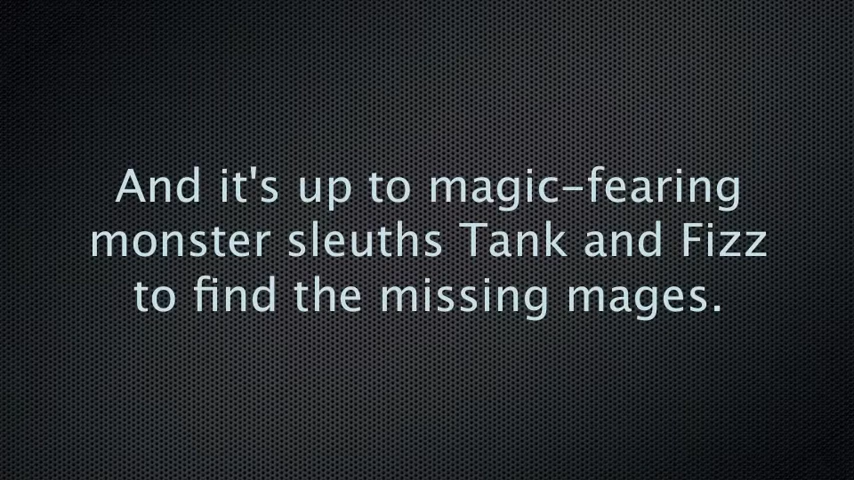 And it's up to magic-fearing
monster sleuths Tank and Fizz
to find the missing mages.